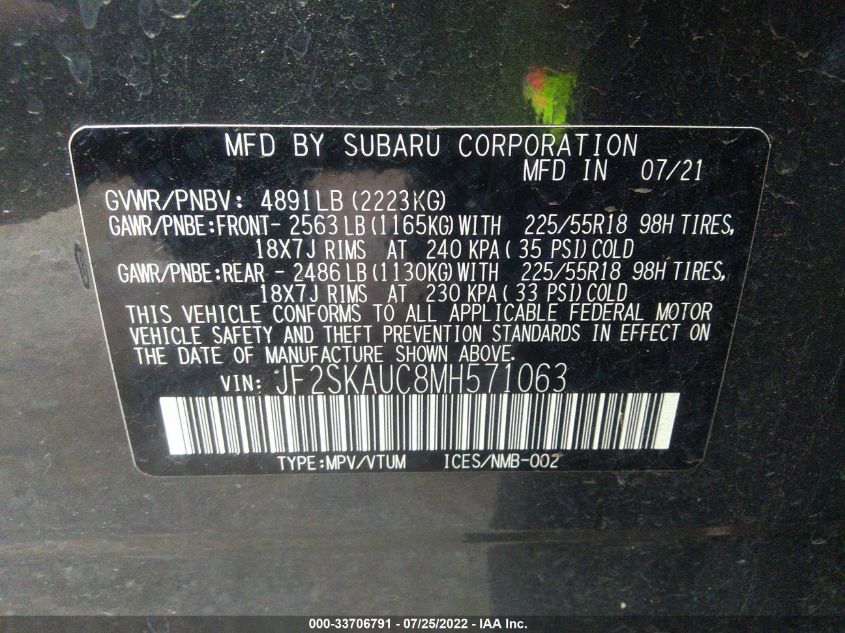 MFD BY SUBARU CORPORATION
MFD IN 07/21
GVWR/PNBV: 4891LB (2223KG)
GAWR/PNBE:FRONT- 2563 LB (1165KG) WITH 225/55R18 98H TIRES,
18X7J RIMS AT 240 KPA ( 35 PSI) COLD
GAWR/PNBE:REAR - 2486 LB (1130KG) WITH 225/55R18 98H TIRES,
18X7J RIMS AT 230 KPA ( 33 PSI) COLD
THIS VEHICLE CONFORMS TO ALL APPLICABLE FEDERAL MOTOR
VEHICLE SAFETY AND THEFT PREVENTION STANDARDS IN EFFECT ON
THE DATE OF MANUFACTURE SHOWN ABOVE.
VIN: JF2SKAUC8MH571063
TYPE:MPV/VTUM ICES/NMB-002
000-33706791 - 07/25/2022 - IAA Inc.